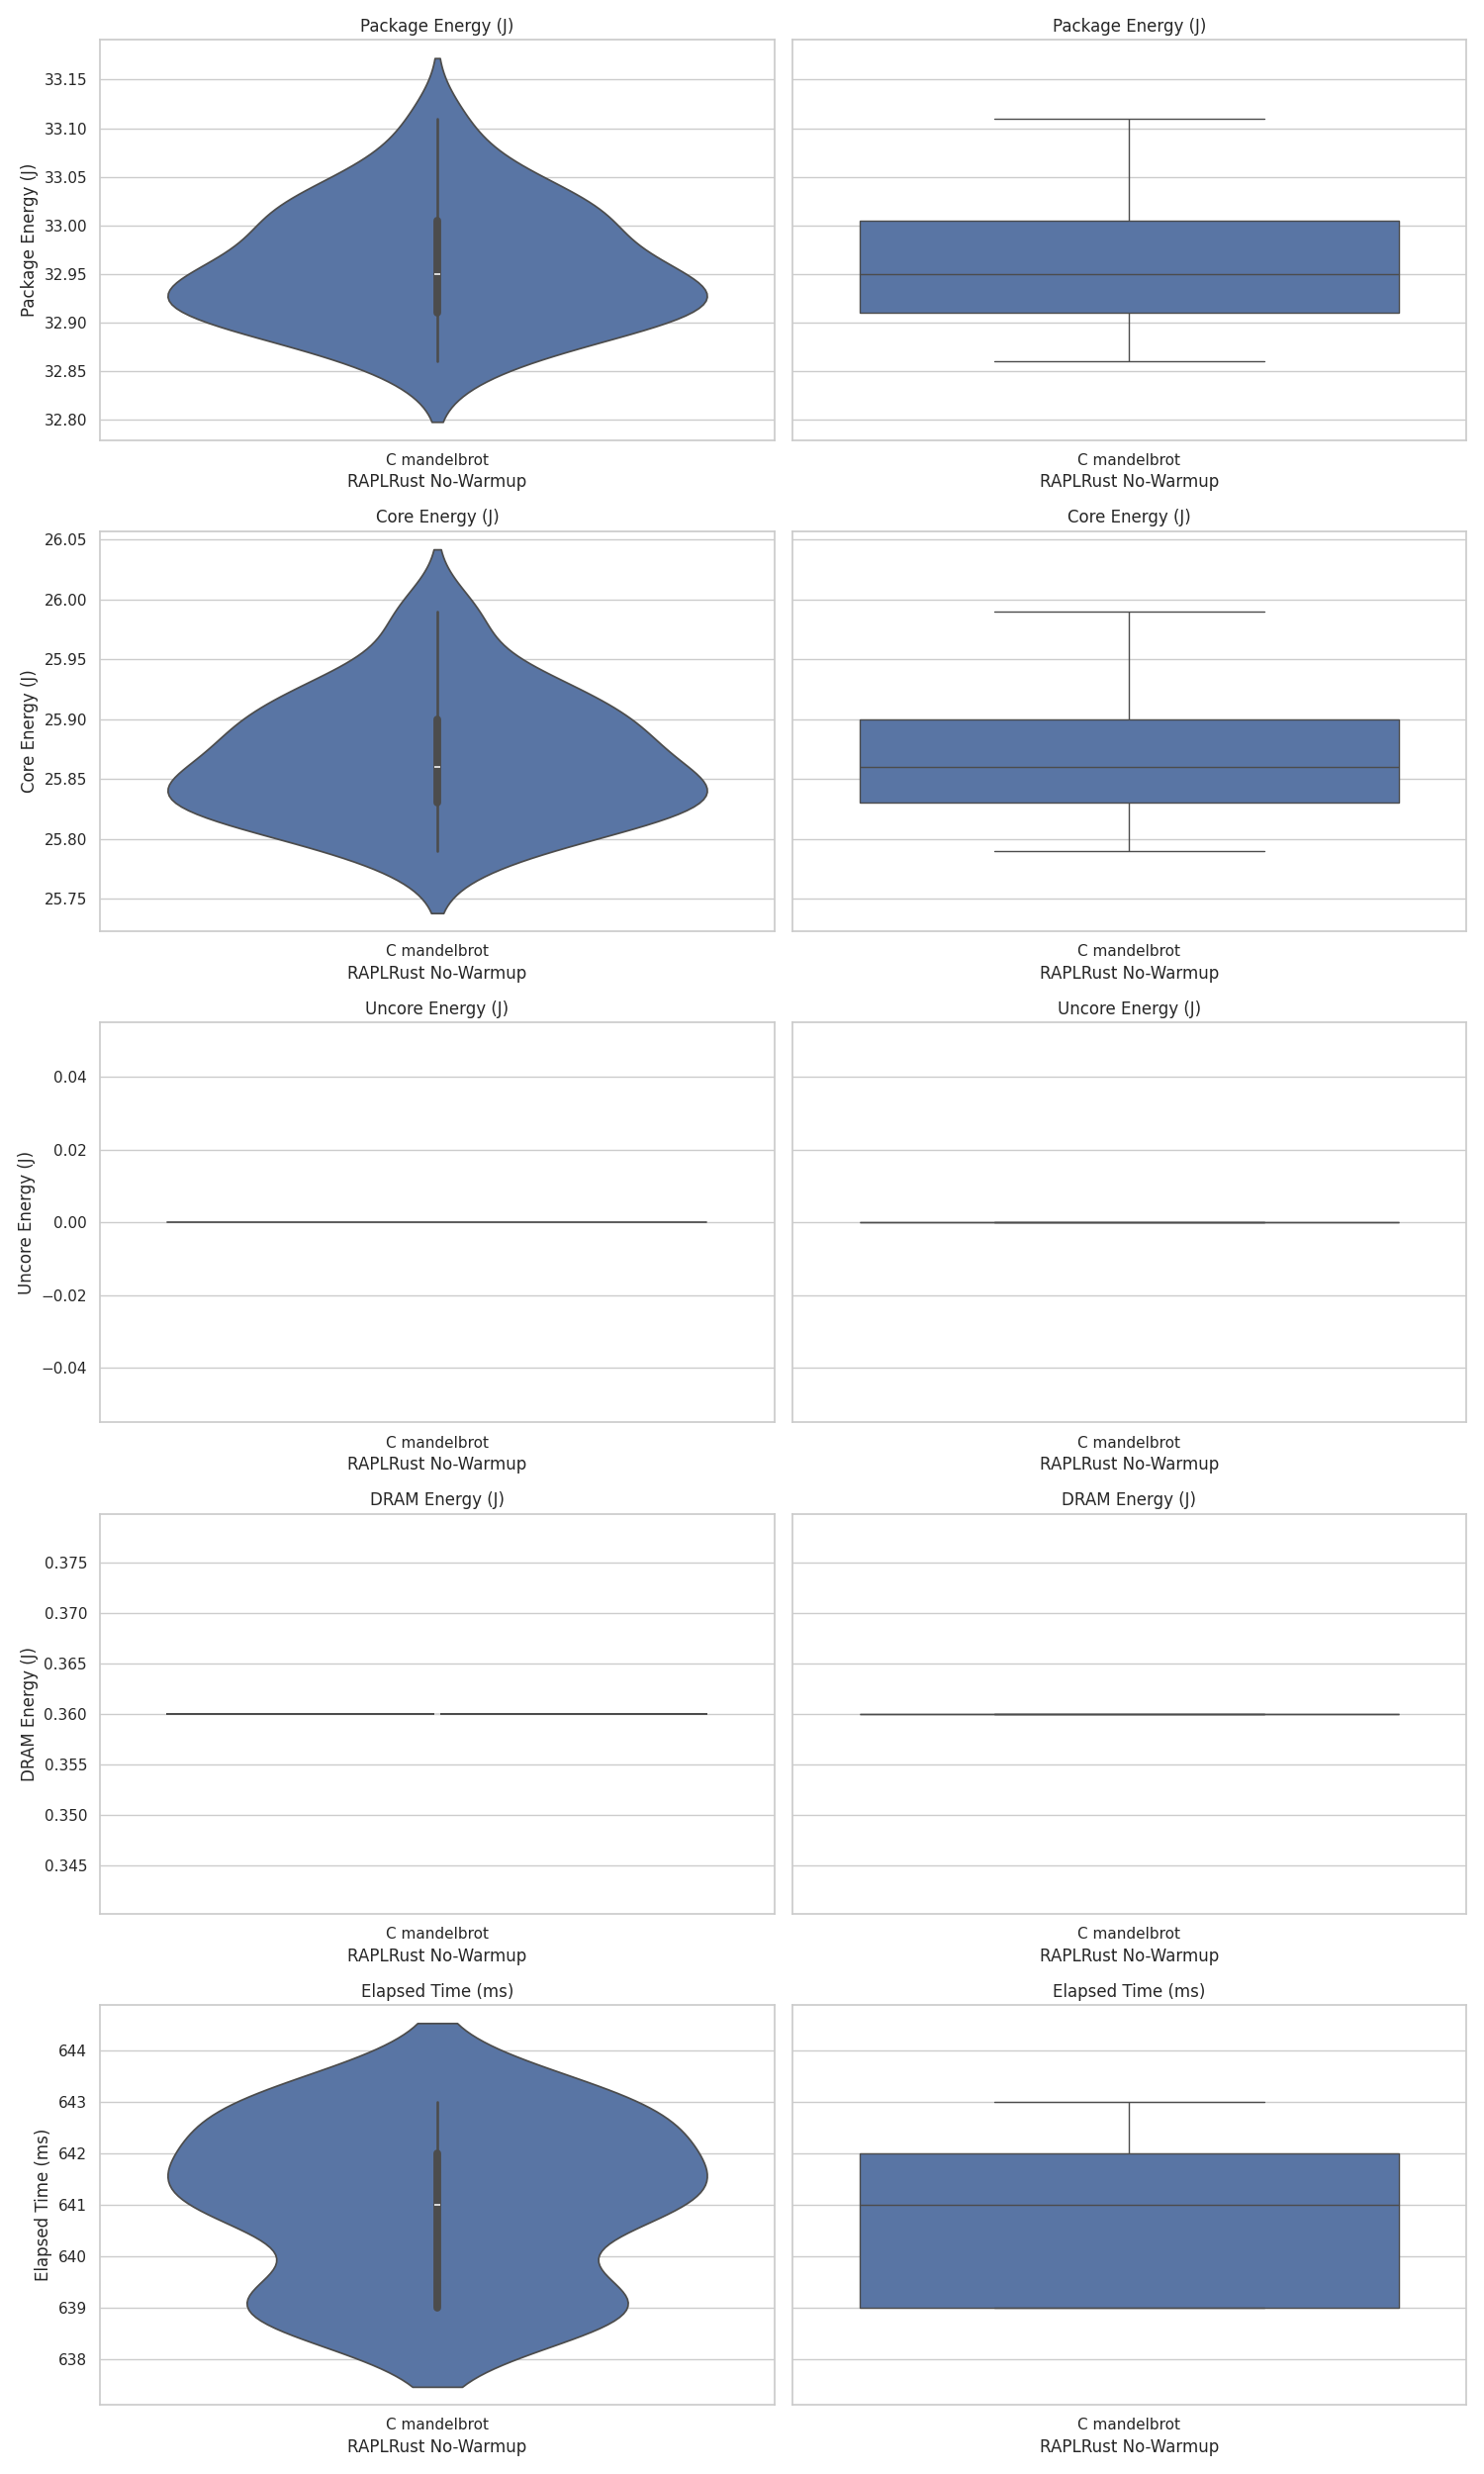 Package Energy (J)
Package Energy (J)
Package Energy (J)
33.15
33.10
33.05
33.00
32.95
32.90
32.85
32.80
C mandelbrot
C mandelbrot
RAPLRust No-Warmup
RAPLRust No-Warmup
Core Energy (J)
Core Energy (J)
Core Energy (J)
26.05
26.00
25.95
25.90
25.85
25.80
25.75
C mandelbrot
C mandelbrot
RAPLRust No-Warmup
RAPLRust No-Warmup
Uncore Energy (J)
Uncore Energy (J)
Uncore Energy (J)
0.04
0.02
0.00
−0.02
−0.04
C mandelbrot
C mandelbrot
RAPLRust No-Warmup
RAPLRust No-Warmup
DRAM Energy (J)
DRAM Energy (J)
DRAM Energy (J)
0.375
0.370
0.365
0.360
0.355
0.350
0.345
C mandelbrot
C mandelbrot
RAPLRust No-Warmup
RAPLRust No-Warmup
Elapsed Time (ms)
Elapsed Time (ms)
Elapsed Time (ms)
644
643
642
641
640
639
638
C mandelbrot
C mandelbrot
RAPLRust No-Warmup
RAPLRust No-Warmup